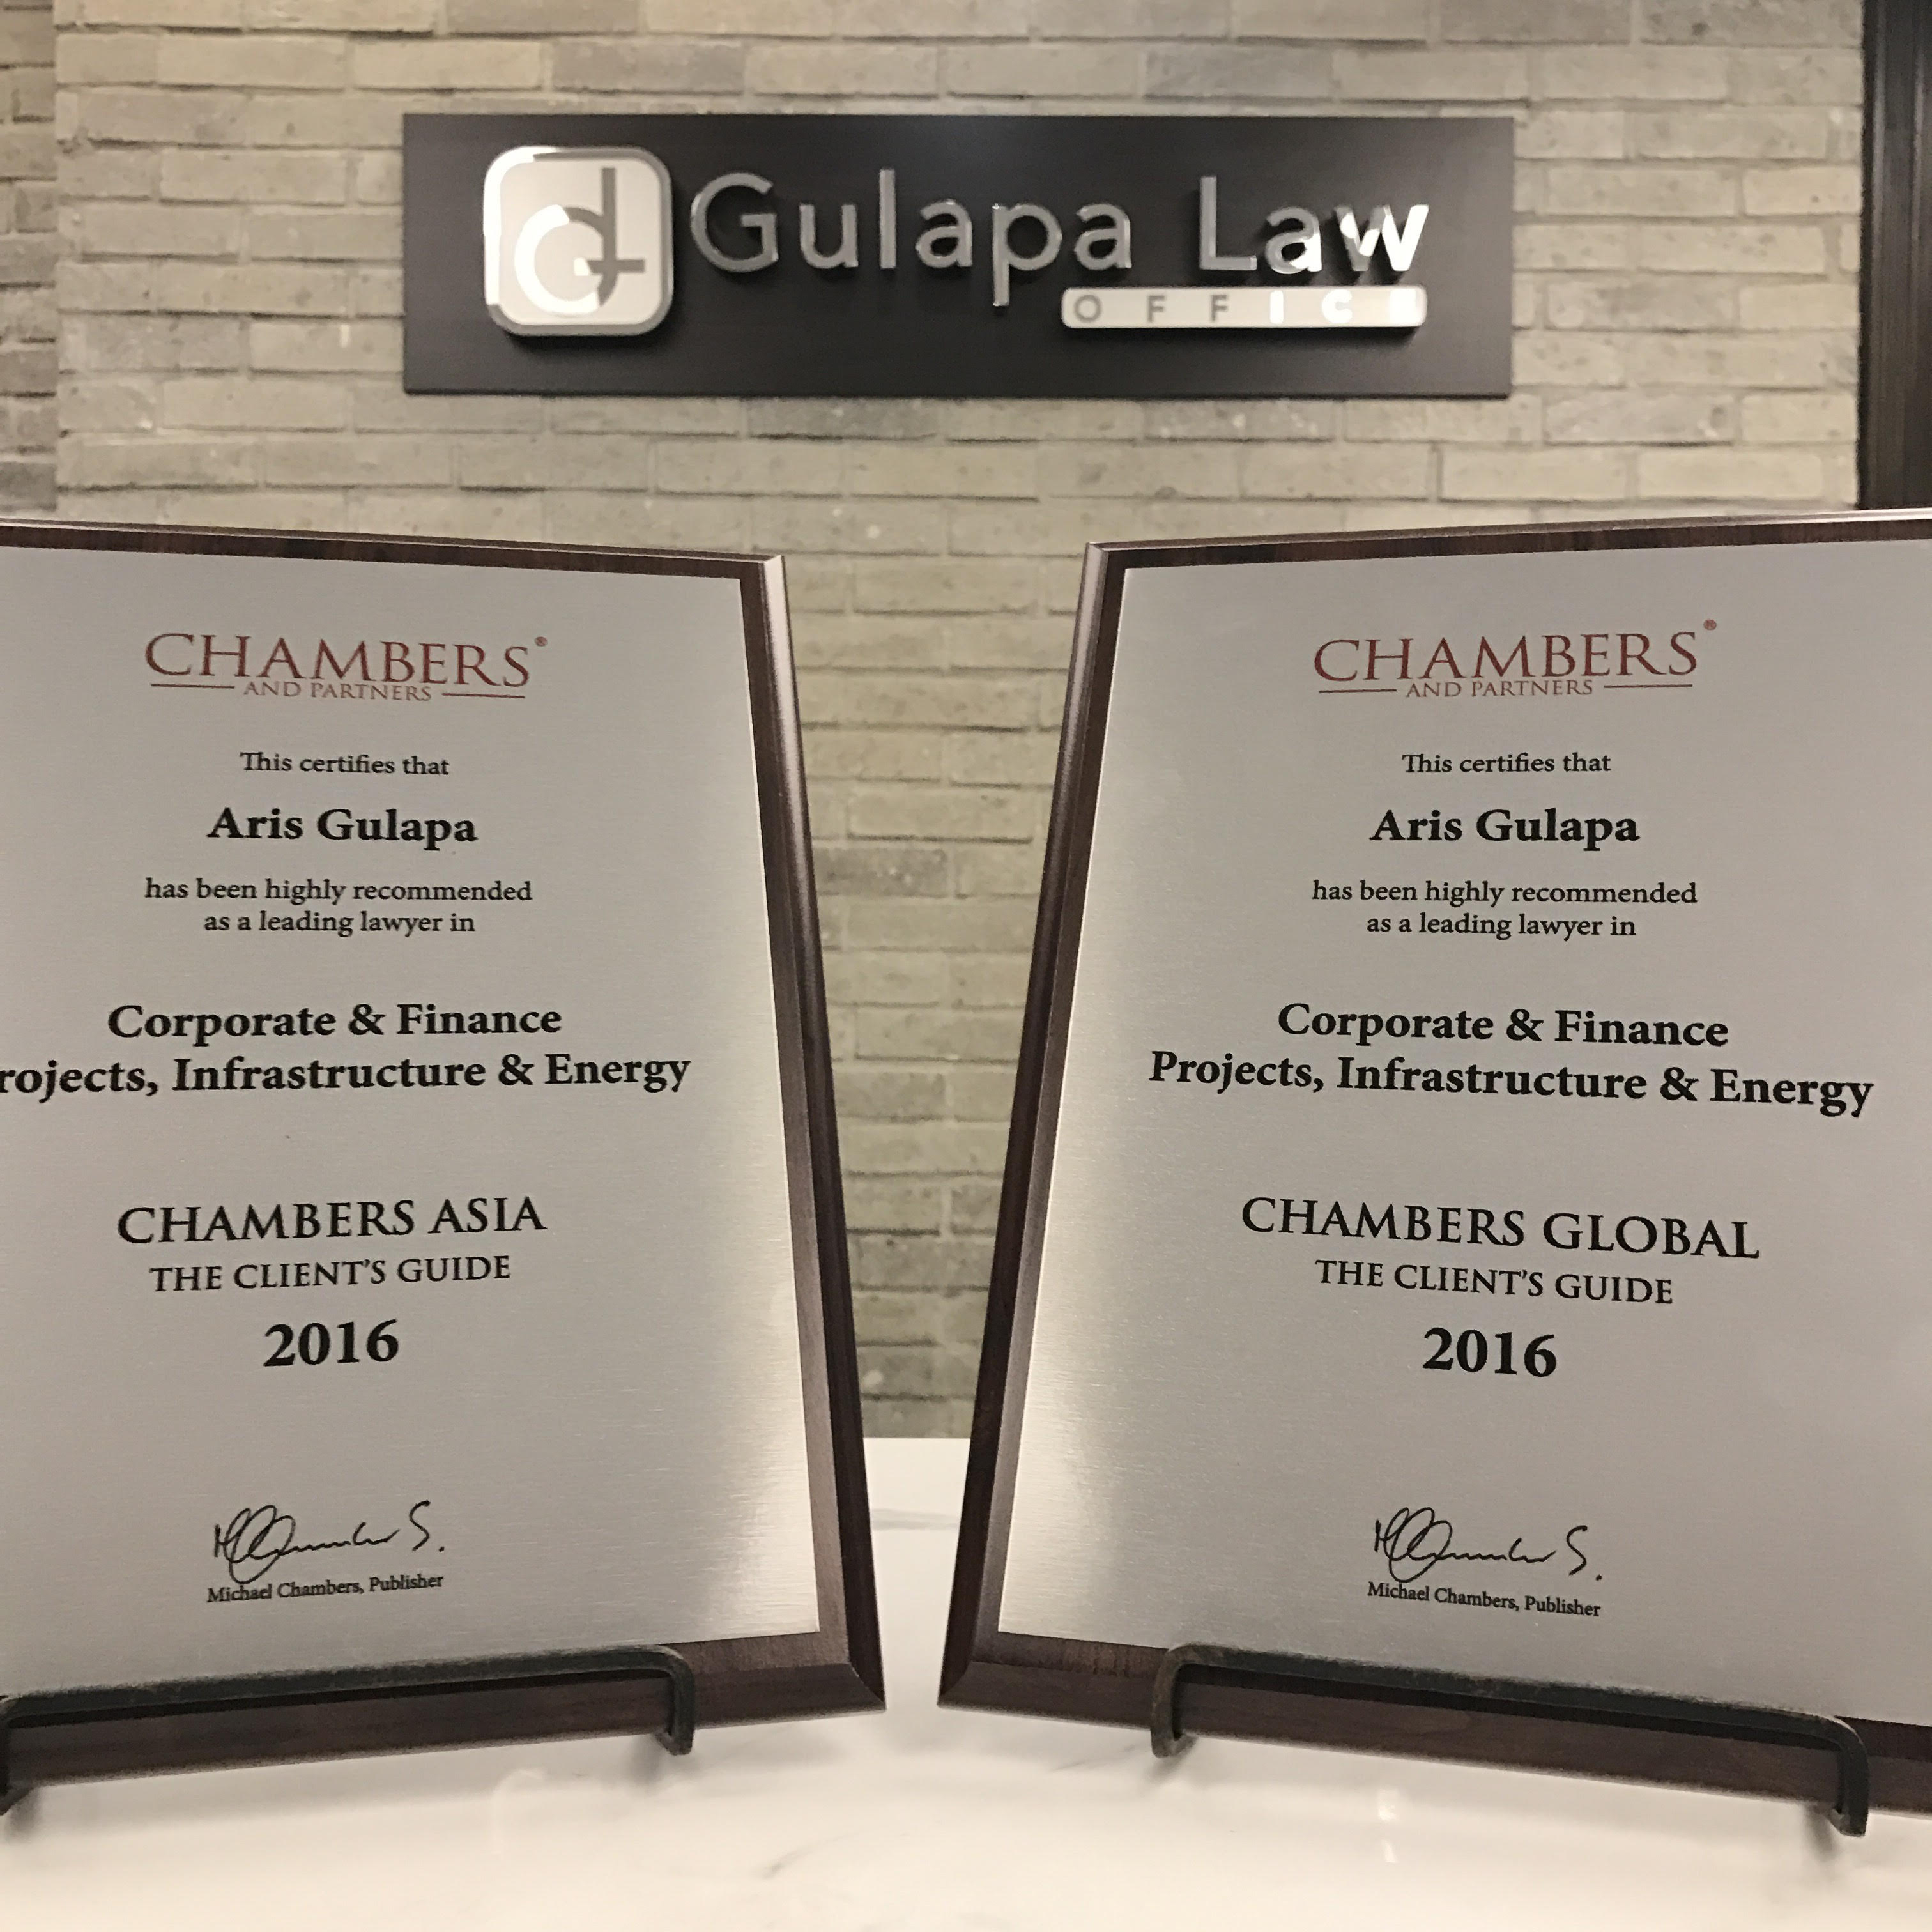 Gulapa Law
OFFICE
CHAMBERS®
AND PARTNERS
This certifies that
Aris Gulapa
has been highly recommended
as a leading lawyer in
Corporate & Finance
rojects, Infrastructure & Energy
CHAMBERS ASIA
THE CLIENT'S GUIDE
2016
Michael Chambers, Publisher
CHAMBERS®
AND PARTNERS
This certifies that
Aris Gulapa
has been highly recommended
as a leading lawyer in
Corporate & Finance
Projects, Infrastructure & Energy
CHAMBERS GLOBAL
THE CLIENT'S GUIDE
2016
Michael Chambers, Publisher